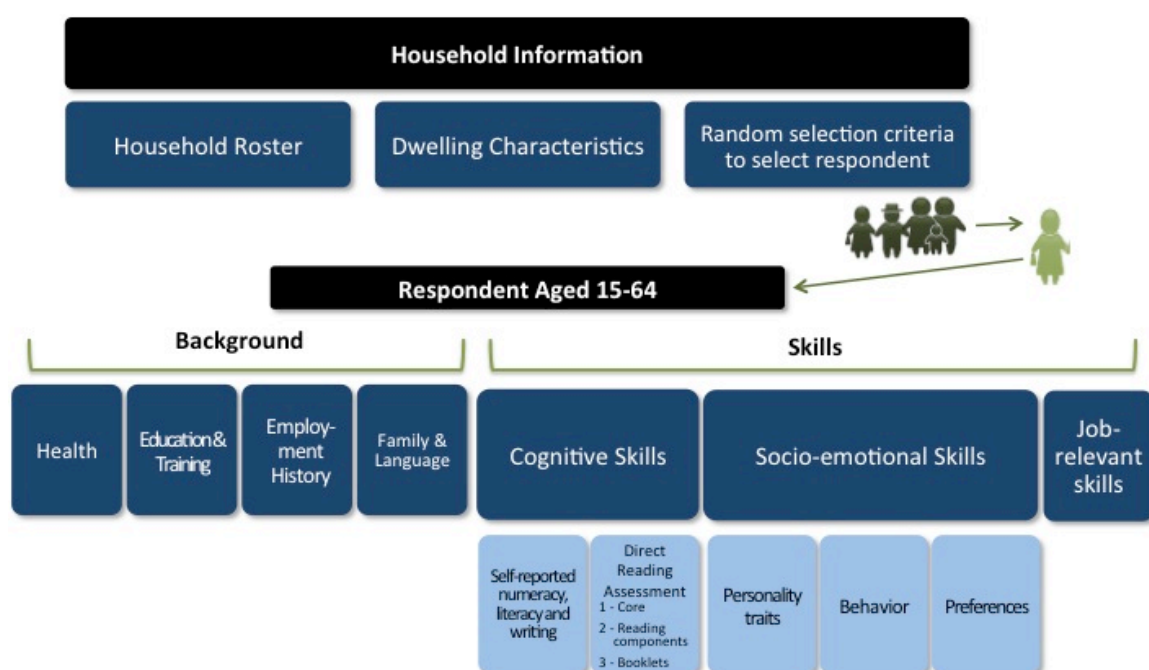 Household Information
Household Roster
Dwelling Characteristics
Random selection criteria
to select respondent
Respondent Aged 15-64
Background
Skills
Health
Education &
Training
Employ-
ment
History
Family &
Language
Cognitive Skills
Socio-emotional Skills
Job-
relevant
skills
Self-reported
numeracy,
literacy and
writing
Direct
Reading
Assessment
1 - Core
2 - Reading
components
3 - Booklets
Personality
traits
Behavior
Preferences